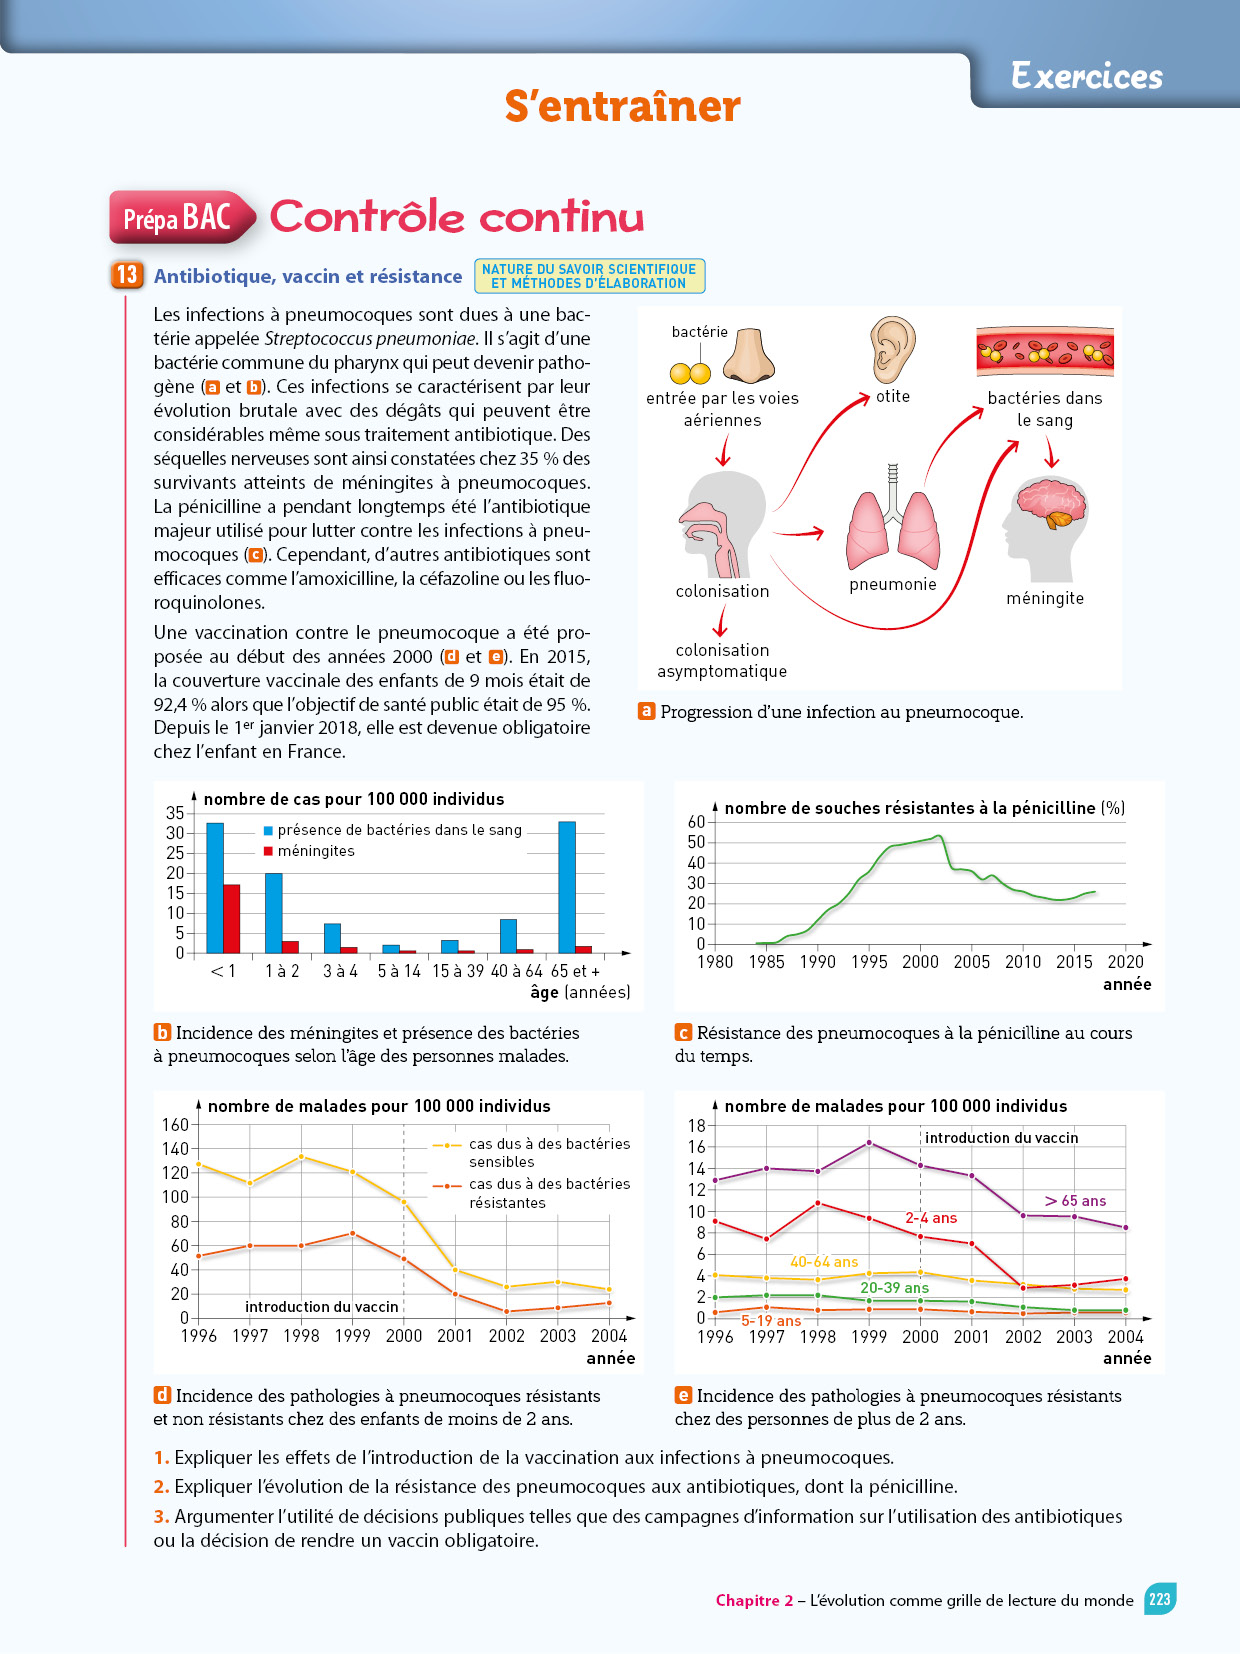 Exercices
S'entraîner
Prépa BAC
Contrôle continu
13 Antibiotique, vaccin et résistance
NATURE DU SAVOIR SCIENTIFIQUE
ET MÉTHODES D'ÉLABORATION
Les infections à pneumocoques sont dues à une bac-
térie appelée Streptococcus pneumoniae. Il s'agit d'une
bactérie commune du pharynx qui peut devenir patho-
gène (a et b). Ces infections se caractérisent par leur
évolution brutale avec des dégâts qui peuvent être
considérables même sous traitement antibiotique. Des
séquelles nerveuses sont ainsi constatées chez 35 % des
survivants atteints de méningites à pneumocoques.
La pénicilline a pendant longtemps été l'antibiotique
majeur utilisé pour lutter contre les infections à pneu-
mocoques (c). Cependant, d'autres antibiotiques sont
efficaces comme l'amoxicilline, la céfazoline ou les fluo-
roquinolones.
Une vaccination contre le pneumocoque a été pro-
posée au début des années 2000 (d et e). En 2015,
la couverture vaccinale des enfants de 9 mois était de
92,4 % alors que l'objectif de santé public était de 95 %.
Depuis le 1er janvier 2018, elle est devenue obligatoire
chez l'enfant en France.
bactérie
entrée par les voies
aériennes
otite
bactéries dans
le sang
colonisation
pneumonie
méningite
colonisation
asymptomatique
a Progression d'une infection au pneumocoque.
nombre de cas pour 100 000 individus
35
30
25
20
15
10
5
0
présence de bactéries dans le sang
méningites
< 1 1 à 2 3 à 4 5 à 14 15 à 39 40 à 64 65 et +
âge (années)
b Incidence des méningites et présence des bactéries
à pneumocoques selon l'âge des personnes malades.
nombre de souches résistantes à la pénicilline (%)
60
50
40
30
20
10
0
1980 1985 1990 1995 2000 2005 2010 2015 2020
année
c Résistance des pneumocoques à la pénicilline au cours
du temps.
nombre de malades pour 100 000 individus
160
140
120
100
80
60
40
20
0
cas dus à des bactéries
sensibles
cas dus à des bactéries
résistantes
introduction du vaccin
1996 1997 1998 1999 2000 2001 2002 2003 2004
année
d Incidence des pathologies à pneumocoques résistants
et non résistants chez des enfants de moins de 2 ans.
nombre de malades pour 100 000 individus
18
16
14
12
10
8
6
4
2
0
introduction du vaccin
> 65 ans
2-4 ans
40-64 ans
20-39 ans
5-19 ans
1996 1997 1998 1999 2000 2001 2002 2003 2004
année
e Incidence des pathologies à pneumocoques résistants
chez des personnes de plus de 2 ans.
1. Expliquer les effets de l'introduction de la vaccination aux infections à pneumocoques.
2. Expliquer l'évolution de la résistance des pneumocoques aux antibiotiques, dont la pénicilline.
3. Argumenter l'utilité de décisions publiques telles que des campagnes d'information sur l'utilisation des antibiotiques
ou la décision de rendre un vaccin obligatoire.
Chapitre 2 – L'évolution comme grille de lecture du monde 223